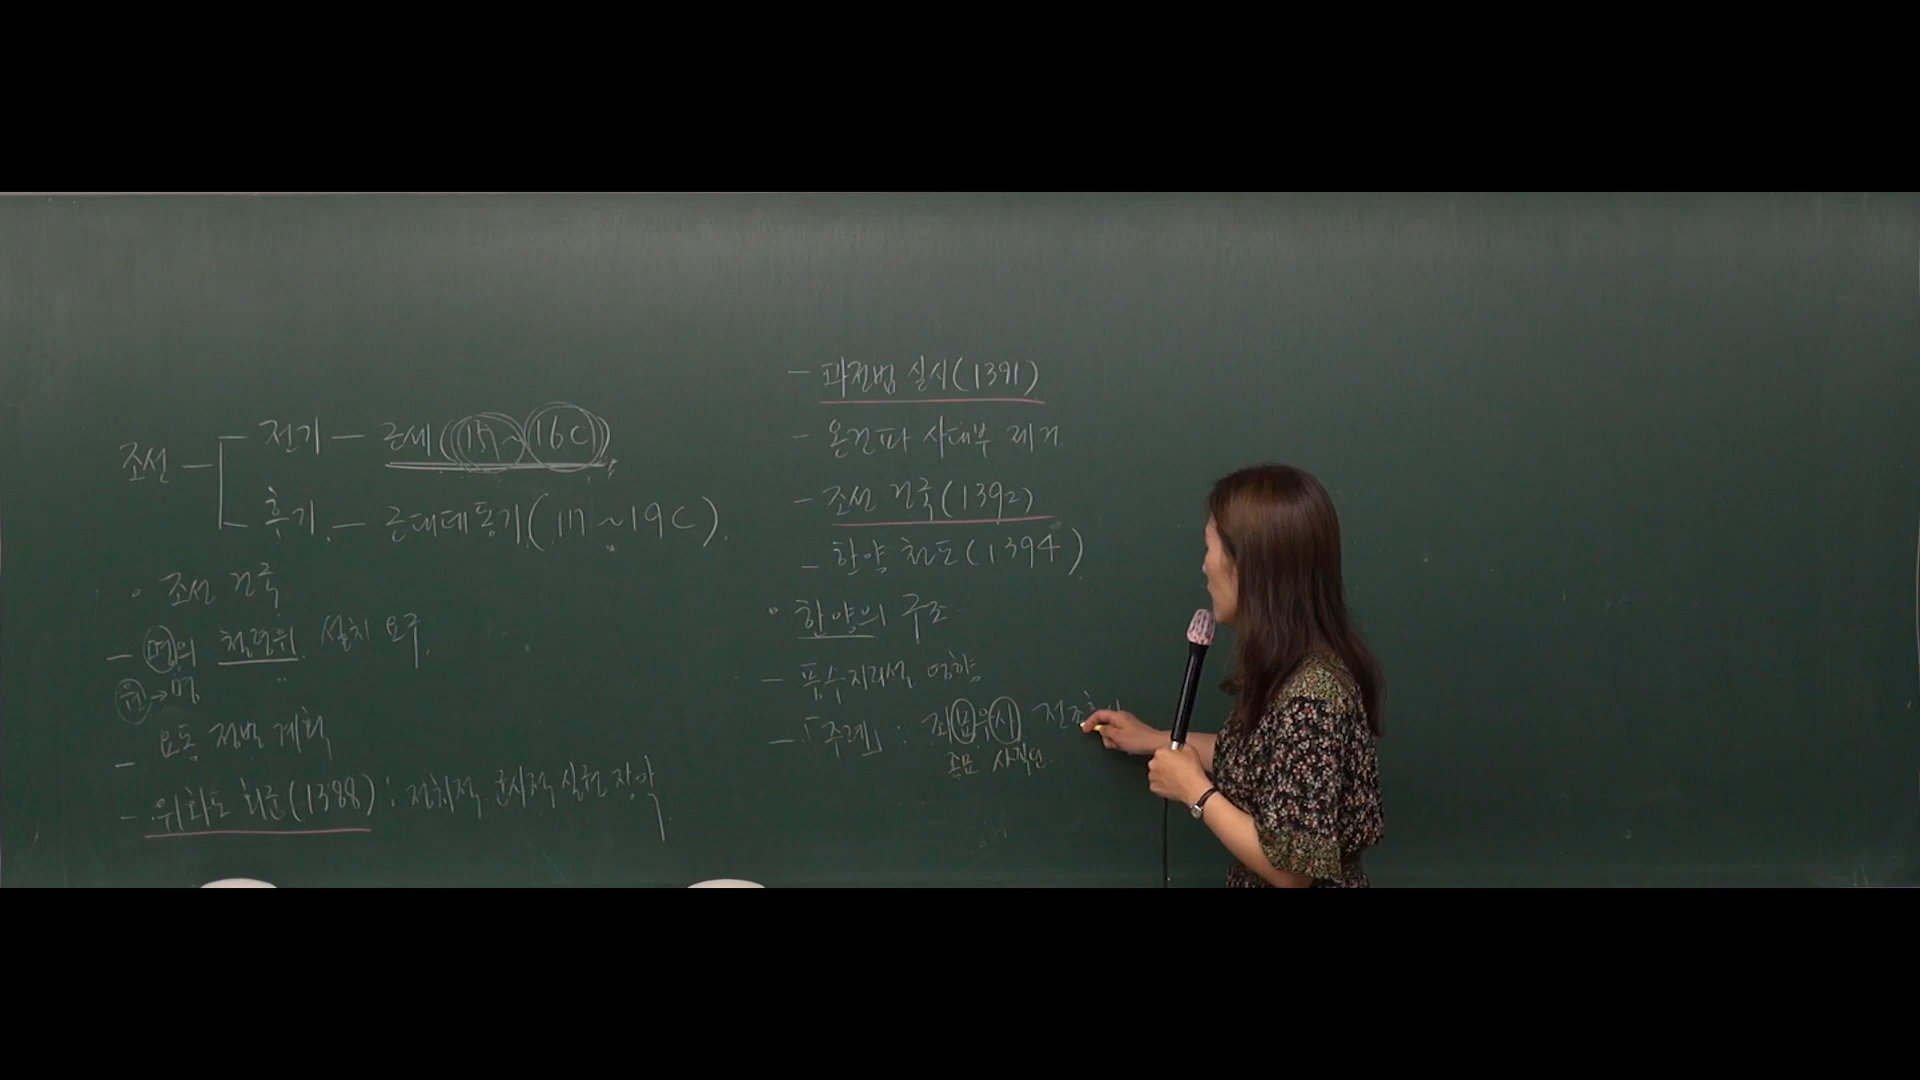 조선 ─ 전기 ─ 근세(15~16C)
후기 ─ 근대태동기(17~19C).
◦ 조선 건국
─ 명의 철령위 설치 요구.
원→명
─ 요동 정벌 계획
─ 위화도 회군(1388) : 정치적 군사적 실권 장악.
─ 과전법 실시(1391)
─ 온건파 사대부 제거.
─ 조선 건국(1392)
─ 한양 천도(1394)
◦ 한양의 구조
─ 풍수지리설 영향
─ 「주례」 : 좌묘우사 전조
종묘 사직단.